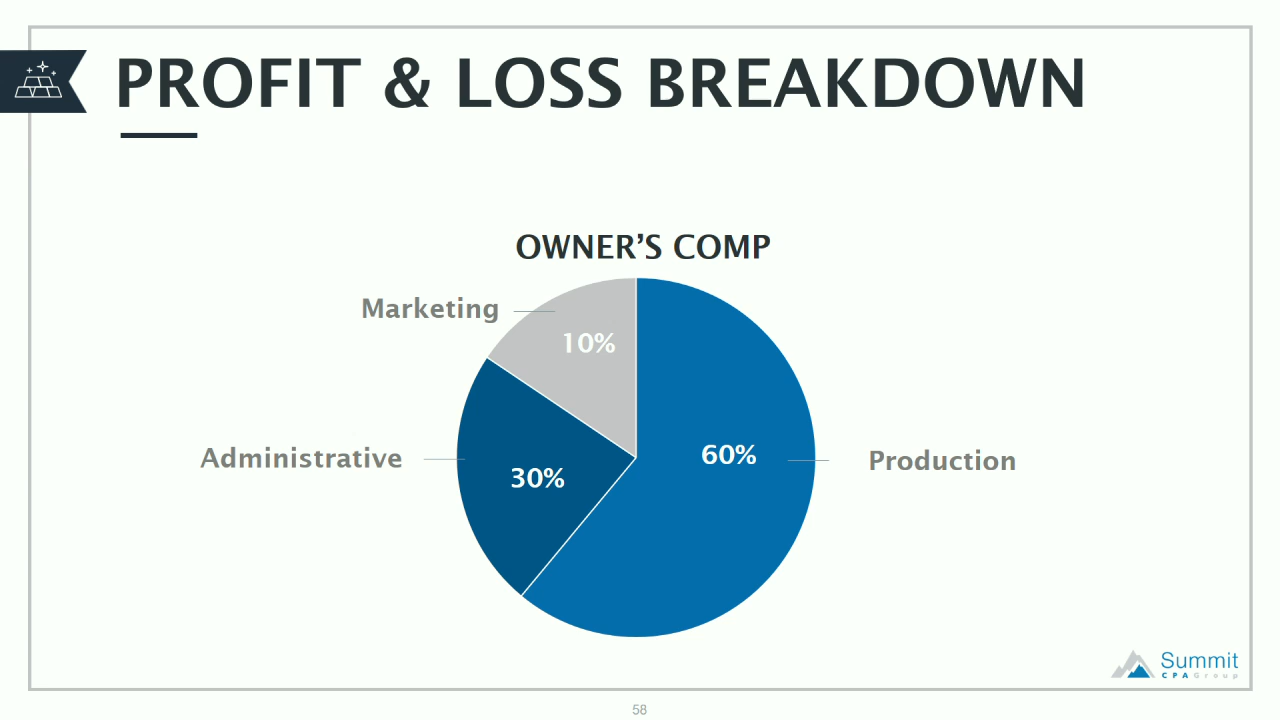 PROFIT & LOSS BREAKDOWN
OWNER’S COMP
Marketing
10%
60%
Production
Administrative
30%
Summit
CPA Group
58